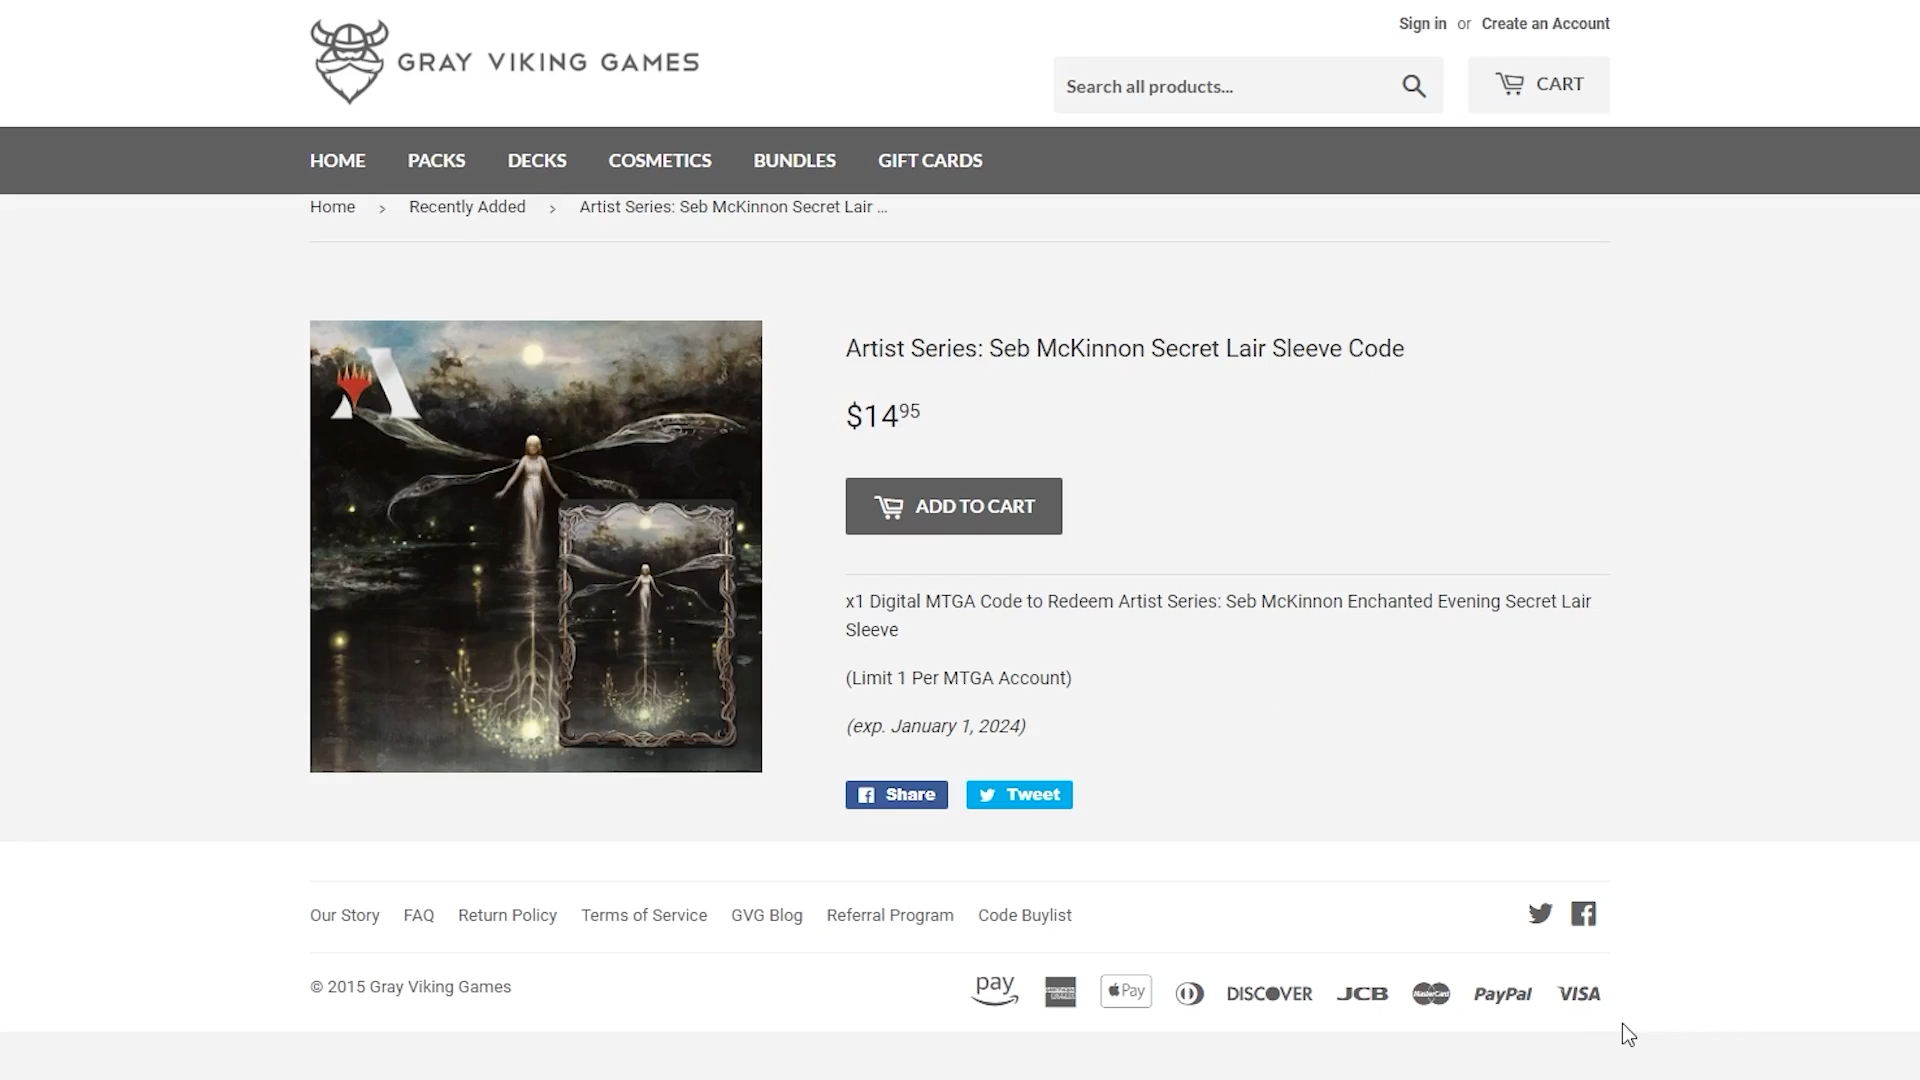 GRAY VIKING GAMES
Sign in or Create an Account
Search all products...
CART
HOME PACKS DECKS COSMETICS BUNDLES GIFT CARDS
Home › Recently Added › Artist Series: Seb McKinnon Secret Lair ...
Artist Series: Seb McKinnon Secret Lair Sleeve Code
$1495
ADD TO CART
x1 Digital MTGA Code to Redeem Artist Series: Seb McKinnon Enchanted Evening Secret Lair
Sleeve
(Limit 1 Per MTGA Account)
(exp. January 1, 2024)
Share Tweet
Our Story FAQ Return Policy Terms of Service GVG Blog Referral Program Code Buylist
© 2015 Gray Viking Games
pay AMERICAN EXPRESS Pay DISCOVER JCB MasterCard PayPal VISA